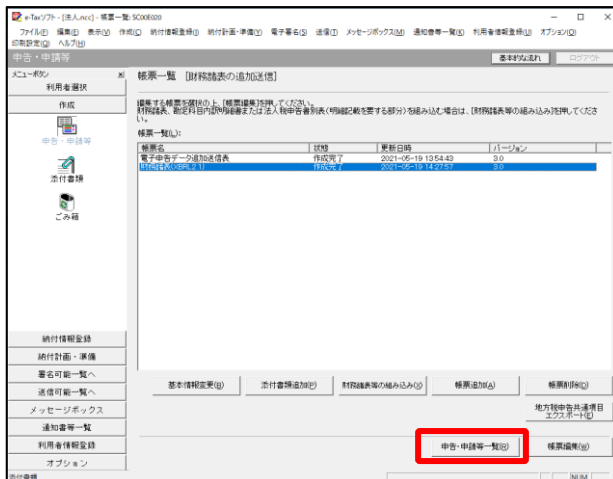 e-Taxソフト - [法人.ncc] - 帳票一覧: SC00E020
ファイル(F) 編集(E) 表示(V) 作成(C) 納付情報登録(I) 納付計画・準備(Y) 電子署名(S) 送信(T) メッセージボックス(M) 通知書等一覧(K) 利用者情報登録(U) オプション(O)
印刷設定(G) ヘルプ(H)
申告・申請等 基本的な流れ ログアウト
メニューボタン
利用者選択
作成
申告・申請等
添付書類
ごみ箱
納付情報登録
納付計画・準備
署名可能一覧へ
送信可能一覧へ
メッセージボックス
通知書等一覧
利用者情報登録
オプション
帳票一覧 [財務諸表の追加送信]
編集する帳票を選択の上、[帳票編集]を押してください。
財務諸表、勘定科目内訳明細書または法人税申告書別表(明細記載を要する部分)を組み込む場合は、[財務諸表等の組み込み]を押してくださ
い。
帳票一覧(L):
帳票名 状態 更新日時 バージョン
電子申告データ追加送信表 作成完了 2021-05-19 13:54:43 3.0
財務諸表(XBRL2.1) 作成完了 2021-05-19 14:27:57 3.0
基本情報変更(B) 添付書類追加(P) 財務諸表等の組み込み(X) 帳票追加(A) 帳票削除(D)
地方税申告共通項目
エクスポート(E)
申告・申請等一覧(R) 帳票編集(W)
添付書類 NUM